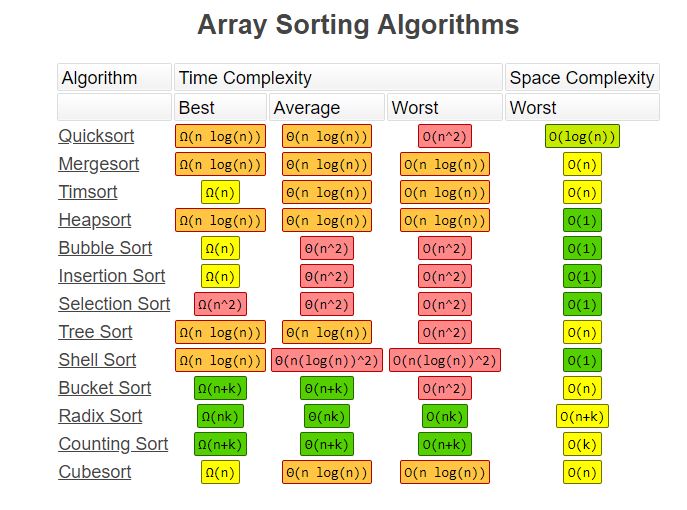 Array Sorting Algorithms
Algorithm Time Complexity Space Complexity
Best Average Worst Worst
Quicksort Ω(n log(n)) Θ(n log(n)) O(n^2) O(log(n))
Mergesort Ω(n log(n)) Θ(n log(n)) O(n log(n)) O(n)
Timsort Ω(n) Θ(n log(n)) O(n log(n)) O(n)
Heapsort Ω(n log(n)) Θ(n log(n)) O(n log(n)) O(1)
Bubble Sort Ω(n) Θ(n^2) O(n^2) O(1)
Insertion Sort Ω(n) Θ(n^2) O(n^2) O(1)
Selection Sort Ω(n^2) Θ(n^2) O(n^2) O(1)
Tree Sort Ω(n log(n)) Θ(n log(n)) O(n^2) O(n)
Shell Sort Ω(n log(n)) Θ(n(log(n))^2) O(n(log(n))^2) O(1)
Bucket Sort Ω(n+k) Θ(n+k) O(n^2) O(n)
Radix Sort Ω(nk) Θ(nk) O(nk) O(n+k)
Counting Sort Ω(n+k) Θ(n+k) O(n+k) O(k)
Cubesort Ω(n) Θ(n log(n)) O(n log(n)) O(n)